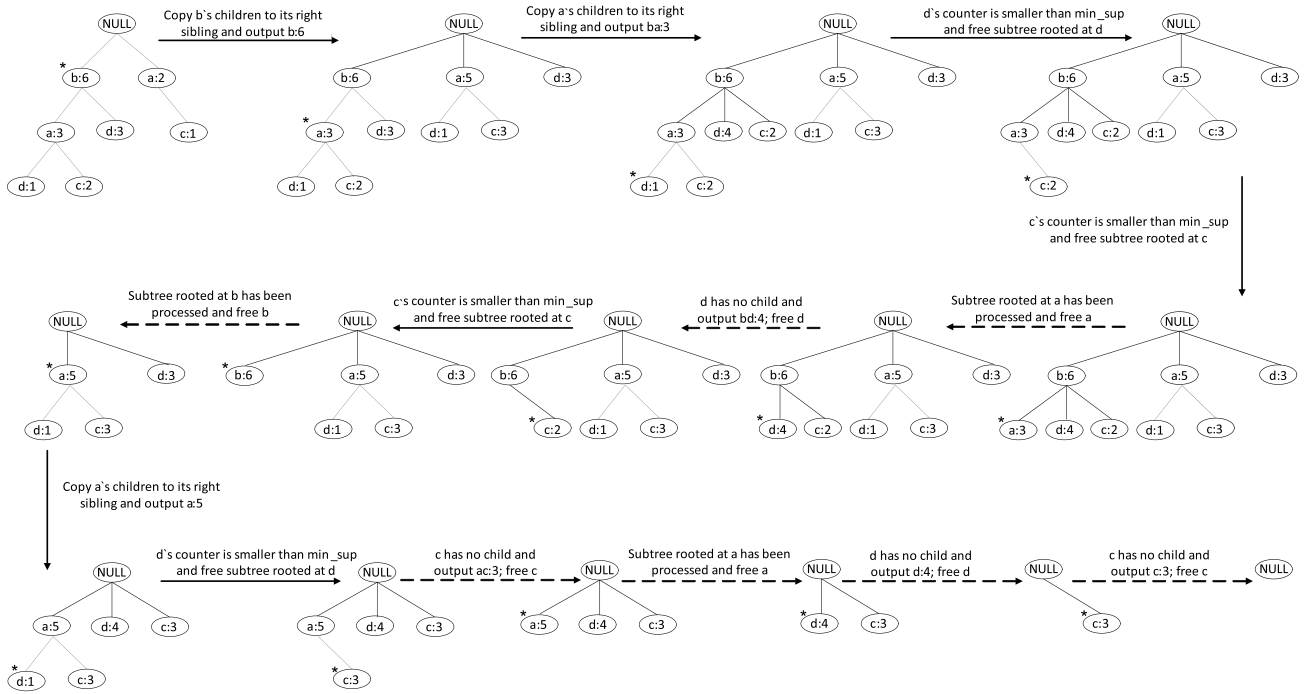 Copy b`s children to its right
sibling and output b:6
Copy a`s children to its right
sibling and output ba:3
d`s counter is smaller than min_sup
and free subtree rooted at d
NULL
NULL
NULL
NULL
* b:6 a:2
b:6 a:5 d:3
b:6 a:5 d:3
b:6 a:5 d:3
a:3 d:3 c:1
* a:3 d:3 d:1 c:3
a:3 d:4 c:2 d:1 c:3
a:3 d:4 c:2 d:1 c:3
d:1 c:2
d:1 c:2
* d:1 c:2
* c:2
c`s counter is smaller than min_sup
and free subtree rooted at c
Subtree rooted at b has been
processed and free b
c`s counter is smaller than min_sup
and free subtree rooted at c
d has no child and
output bd:4; free d
Subtree rooted at a has been
processed and free a
NULL
NULL
NULL
NULL
NULL
* a:5 d:3
* b:6 a:5 d:3
b:6 a:5 d:3
b:6 a:5 d:3
b:6 a:5 d:3
d:1 c:3
d:1 c:3
* c:2 d:1 c:3
* d:4 c:2 d:1 c:3
* a:3 d:4 c:2 d:1 c:3
Copy a`s children to its right
sibling and output a:5
d`s counter is smaller than min_sup
and free subtree rooted at d
c has no child and
output ac:3; free c
Subtree rooted at a has been
processed and free a
d has no child and
output d:4; free d
c has no child and
output c:3; free c
NULL
NULL
NULL
NULL
NULL
NULL
a:5 d:4 c:3
a:5 d:4 c:3
* a:5 d:4 c:3
* d:4 c:3
* c:3
* d:1 c:3
* c:3